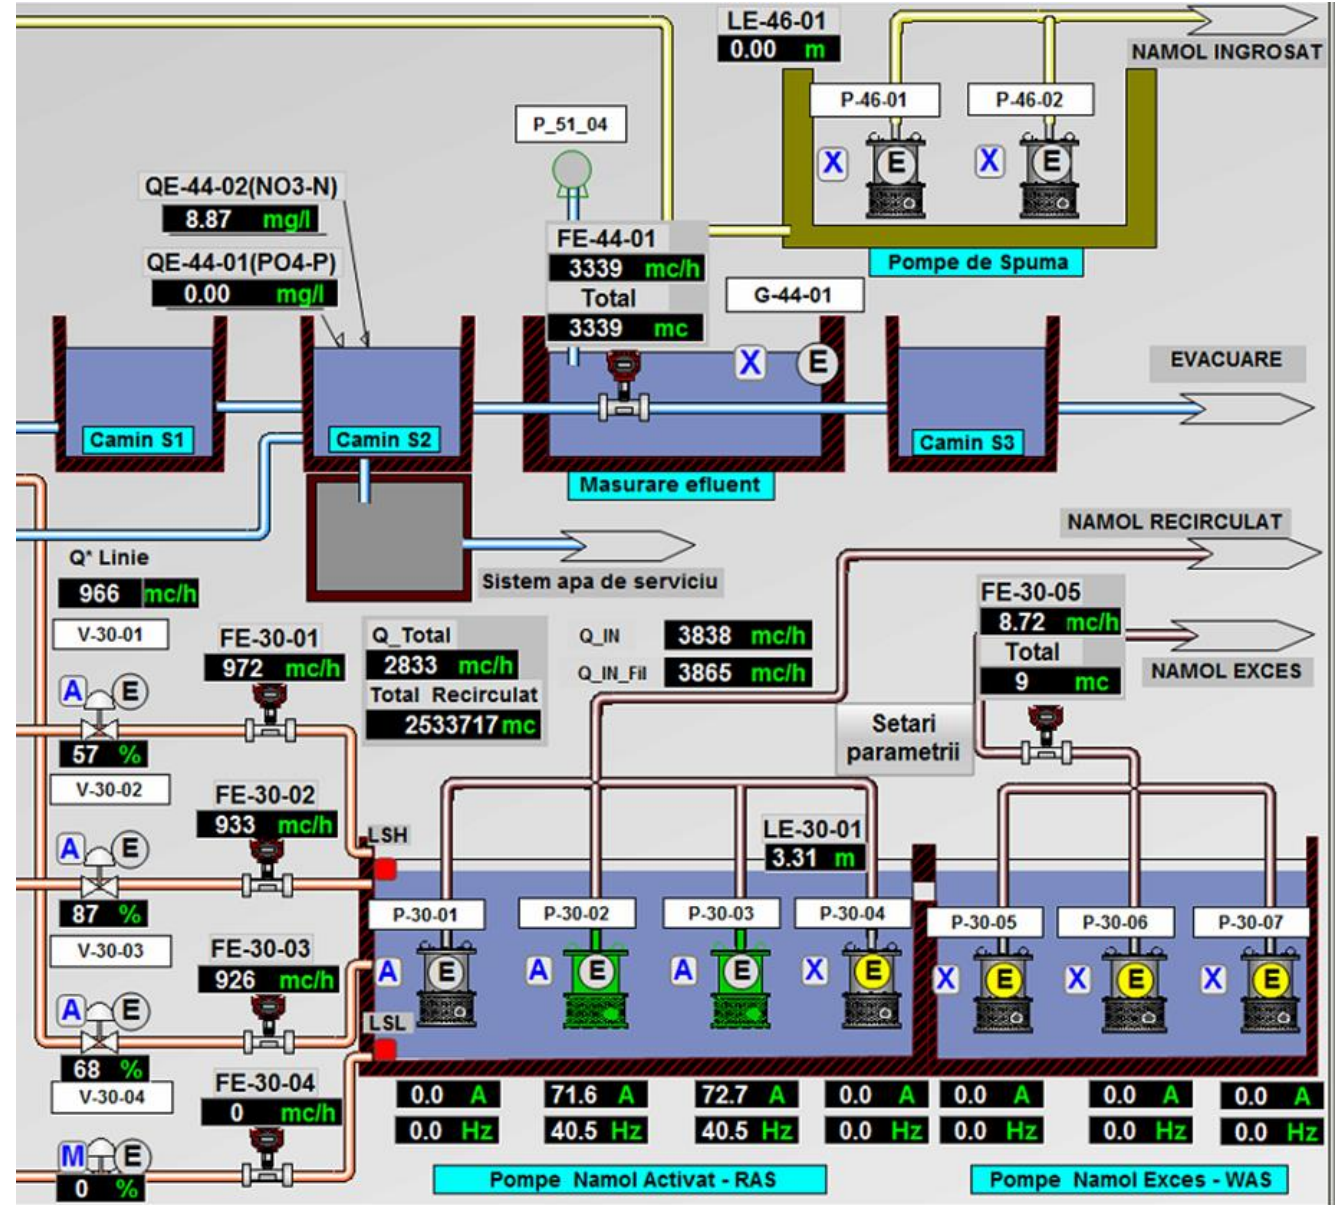 LE-46-01
0.00 m
NAMOL INGROSAT
P-46-01
P-46-02
X
E
X
E
Pompe de Spuma
P_51_04
QE-44-02(NO3-N)
8.87 mg/l
QE-44-01(PO4-P)
0.00 mg/l
FE-44-01
3339 mc/h
Total
3339 mc
G-44-01
X
E
EVACUARE
Camin S1
Camin S2
Camin S3
Masurare efluent
NAMOL RECIRCULAT
Sistem apa de serviciu
Q* Linie
966 mc/h
V-30-01
A
E
57 %
FE-30-01
972 mc/h
Q_Total
2833 mc/h
Total Recirculat
2533717 mc
Q_IN
3838 mc/h
Q_IN_Fil
3865 mc/h
FE-30-05
8.72 mc/h
Total
9 mc
NAMOL EXCES
Setari
parametrii
V-30-02
A
E
87 %
FE-30-02
933 mc/h
LSH
LE-30-01
3.31 m
V-30-03
A
E
68 %
FE-30-03
926 mc/h
LSL
P-30-01
P-30-02
P-30-03
P-30-04
P-30-05
P-30-06
P-30-07
A
E
A
E
A
E
X
E
X
E
X
E
X
E
V-30-04
M
E
0 %
FE-30-04
0 mc/h
0.0 A
71.6 A
72.7 A
0.0 A
0.0 A
0.0 A
0.0 A
0.0 Hz
40.5 Hz
40.5 Hz
0.0 Hz
0.0 Hz
0.0 Hz
0.0 Hz
Pompe Namol Activat - RAS
Pompe Namol Exces - WAS